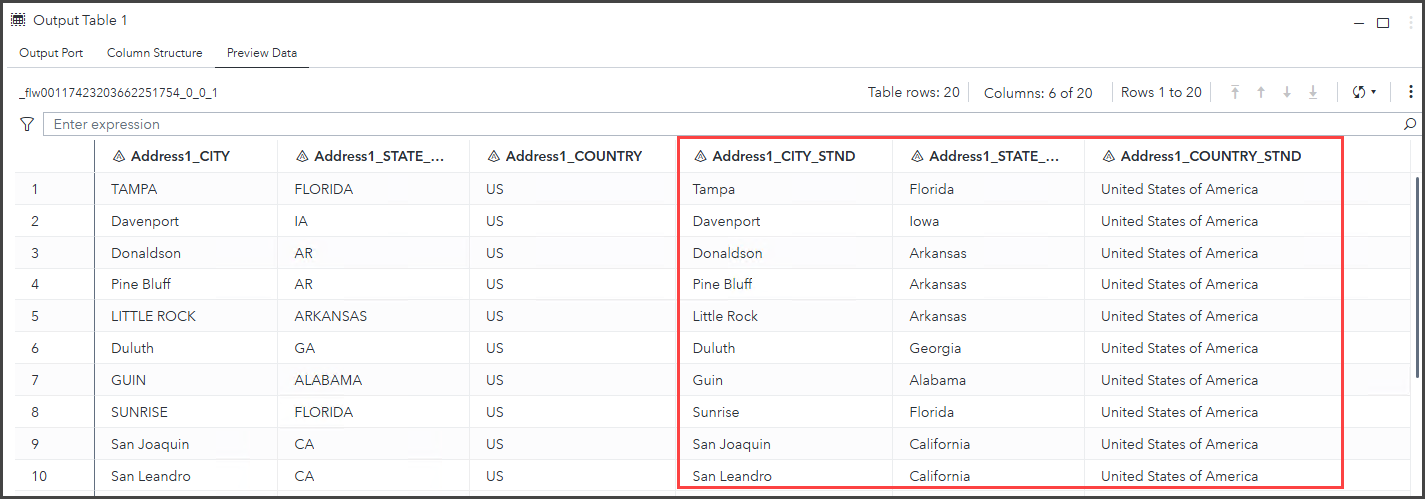 Output Table 1
Output Port Column Structure Preview Data
_flw00117423203662251754_0_0_1 Table rows: 20 Columns: 6 of 20 Rows 1 to 20
Enter expression
Address1_CITY Address1_STATE_... Address1_COUNTRY Address1_CITY_STND Address1_STATE_... Address1_COUNTRY_STND
1 TAMPA FLORIDA US Tampa Florida United States of America
2 Davenport IA US Davenport Iowa United States of America
3 Donaldson AR US Donaldson Arkansas United States of America
4 Pine Bluff AR US Pine Bluff Arkansas United States of America
5 LITTLE ROCK ARKANSAS US Little Rock Arkansas United States of America
6 Duluth GA US Duluth Georgia United States of America
7 GUIN ALABAMA US Guin Alabama United States of America
8 SUNRISE FLORIDA US Sunrise Florida United States of America
9 San Joaquin CA US San Joaquin California United States of America
10 San Leandro CA US San Leandro California United States of America